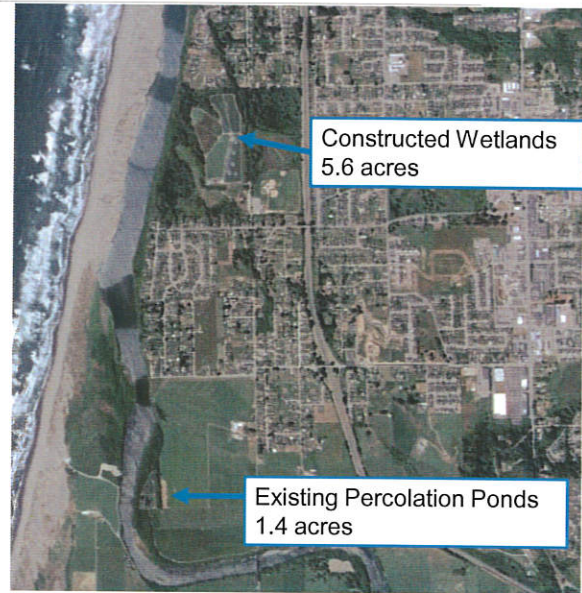 Constructed Wetlands
5.6 acres
Existing Percolation Ponds
1.4 acres